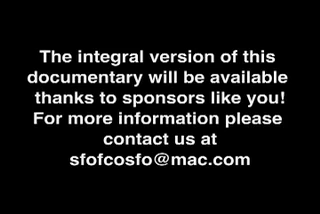 The integral version of this
documentary will be available
thanks to sponsors like you!
For more information please
contact us at
sfofcosfo@mac.com